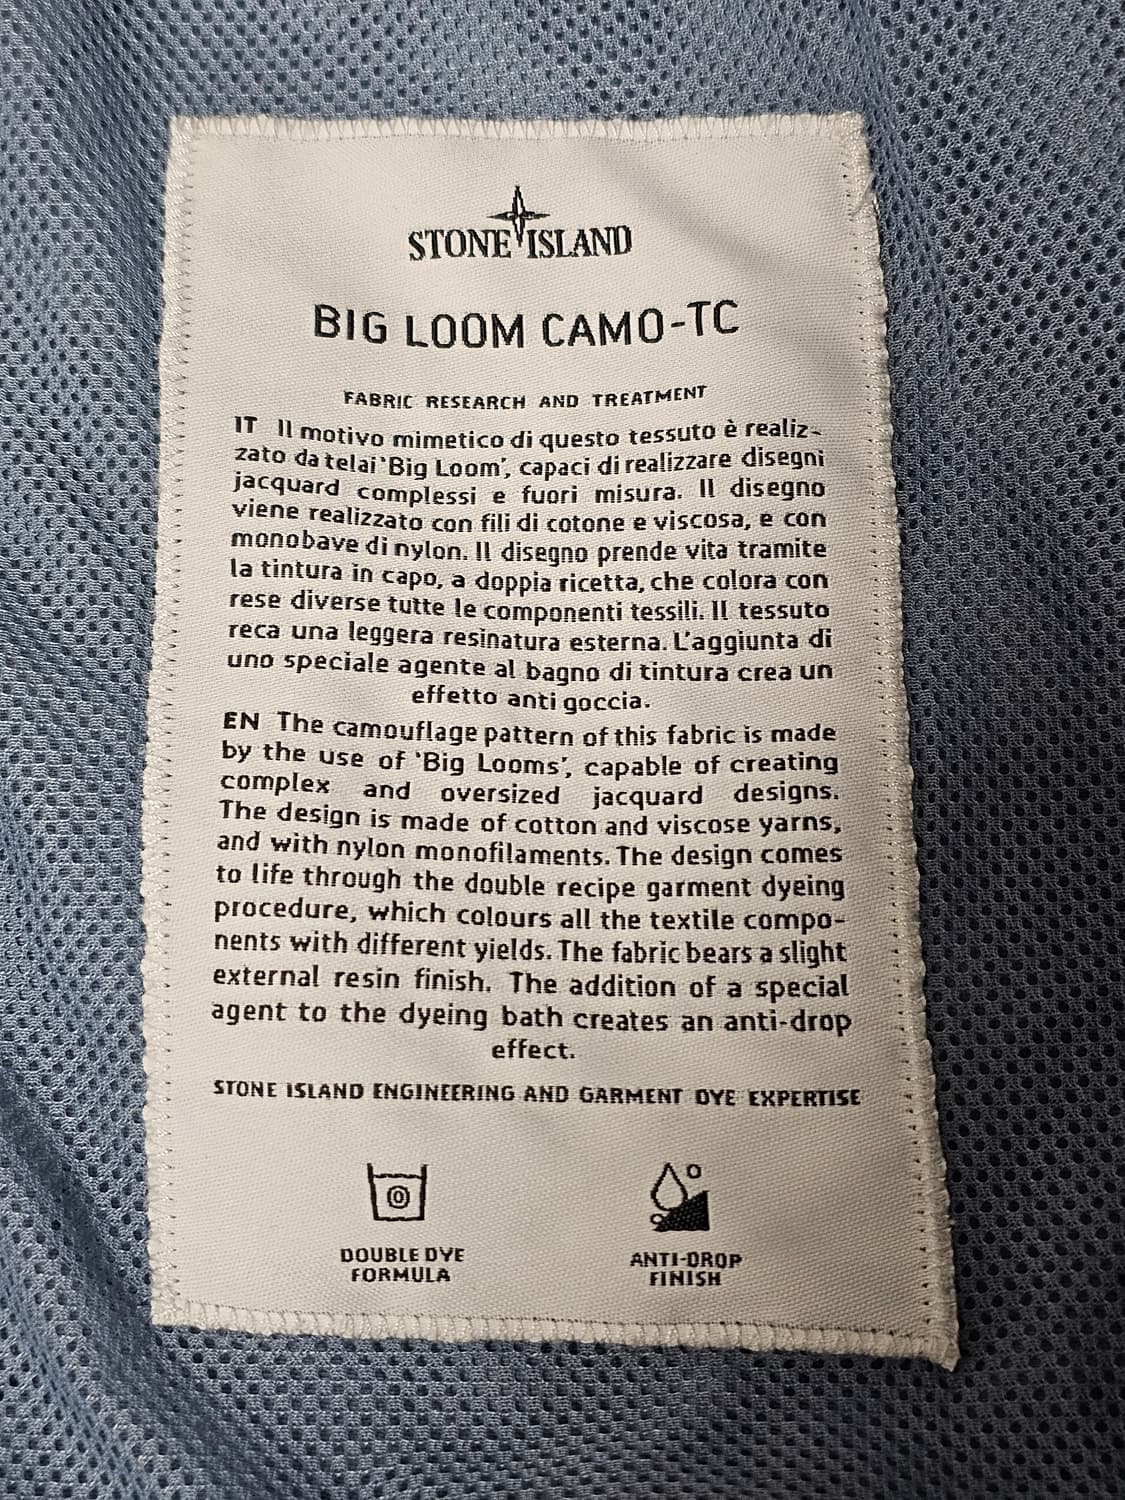 STONE ISLAND
BIG LOOM CAMO-TC
FABRIC RESEARCH AND TREATMENT
IT Il motivo mimetico di questo tessuto è realiz-
zato da telai 'Big Loom', capaci di realizzare disegni
jacquard complessi e fuori misura. Il disegno
viene realizzato con fili di cotone e viscosa, e con
monobave di nylon. Il disegno prende vita tramite
la tintura in capo, a doppia ricetta, che colora con
rese diverse tutte le componenti tessili. Il tessuto
reca una leggera resinatura esterna. L'aggiunta di
uno speciale agente al bagno di tintura crea un
effetto anti goccia.
EN The camouflage pattern of this fabric is made
by the use of 'Big Looms', capable of creating
complex and oversized jacquard designs.
The design is made of cotton and viscose yarns,
and with nylon monofilaments. The design comes
to life through the double recipe garment dyeing
procedure, which colours all the textile compo-
nents with different yields. The fabric bears a slight
external resin finish. The addition of a special
agent to the dyeing bath creates an anti-drop
effect.
STONE ISLAND ENGINEERING AND GARMENT DYE EXPERTISE
DOUBLE DYE
FORMULA
ANTI-DROP
FINISH